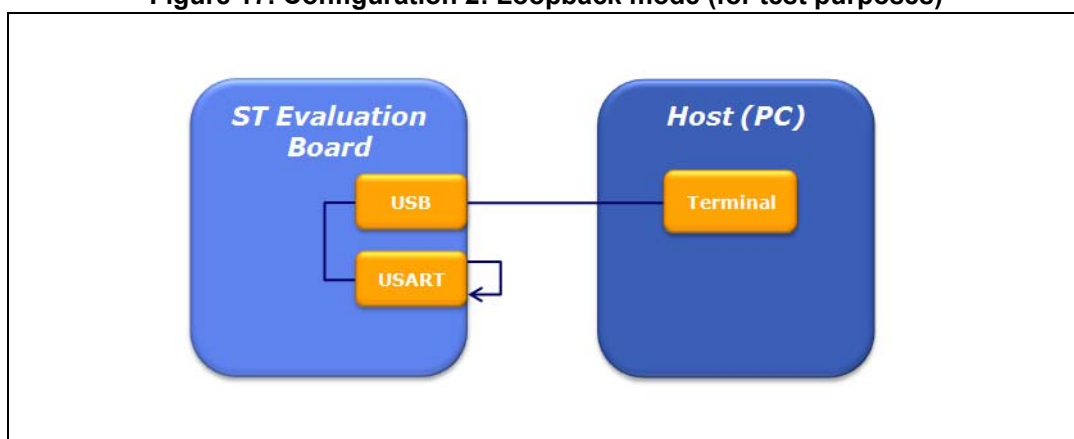 Figure 17. Configuration 2: Loopback mode (for test purposes)
ST Evaluation
Board
Host (PC)
USB
Terminal
USART